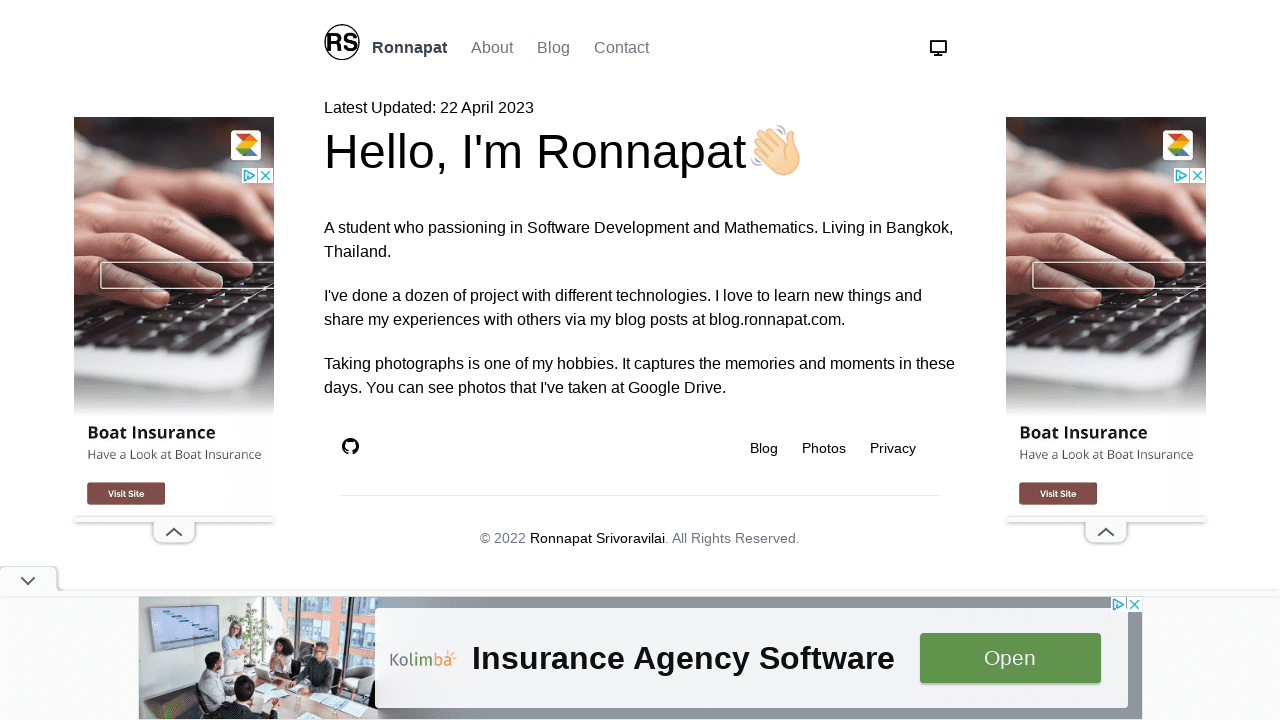 RS Ronnapat About Blog Contact
Latest Updated: 22 April 2023
Hello, I'm Ronnapat👋🏼
A student who passioning in Software Development and Mathematics. Living in Bangkok,
Thailand.
I've done a dozen of project with different technologies. I love to learn new things and
share my experiences with others via my blog posts at blog.ronnapat.com.
Taking photographs is one of my hobbies. It captures the memories and moments in these
days. You can see photos that I've taken at Google Drive.
Blog Photos Privacy
© 2022 Ronnapat Srivoravilai. All Rights Reserved.
Boat Insurance
Have a Look at Boat Insurance
Visit Site
Boat Insurance
Have a Look at Boat Insurance
Visit Site
Kolimba Insurance Agency Software Open